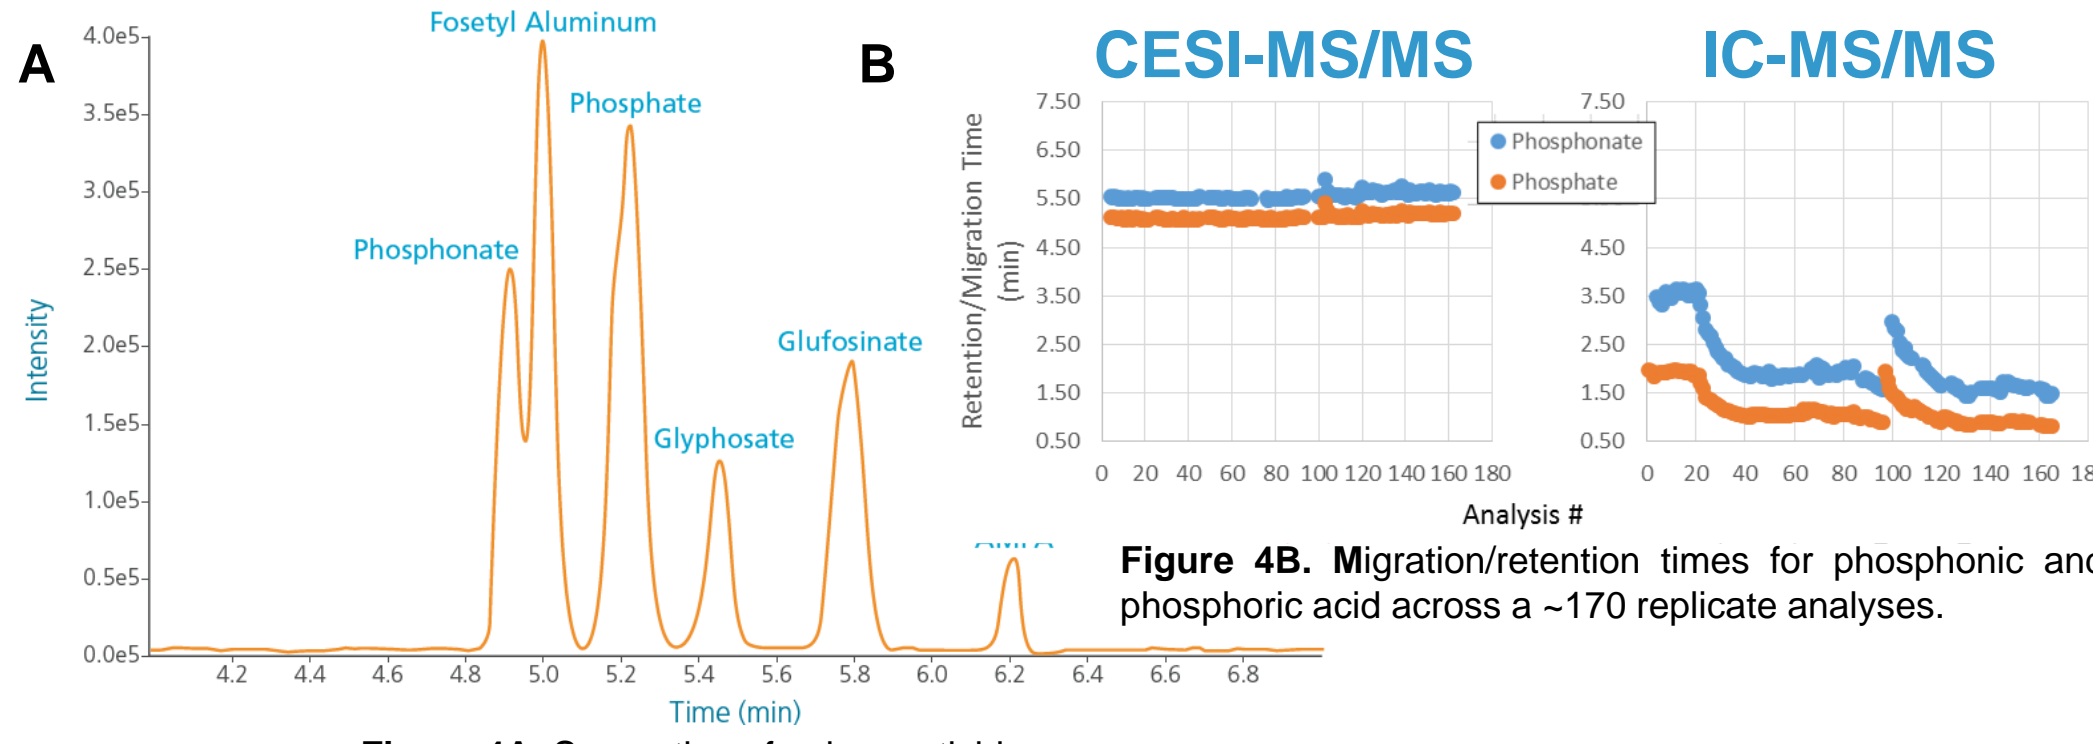 A
Fosetyl Aluminum
Phosphate
Phosphonate
Glufosinate
Glyphosate
Intensity
4.0e5
3.5e5
3.0e5
2.5e5
2.0e5
1.5e5
1.0e5
0.5e5
0.0e5
4.2 4.4 4.6 4.8 5.0 5.2 5.4 5.6 5.8 6.0 6.2 6.4 6.6 6.8
Time (min)
B
CESI-MS/MS
IC-MS/MS
Retention/Migration Time
(min)
7.50
6.50
5.50
4.50
3.50
2.50
1.50
0.50
0 20 40 60 80 100 120 140 160 180
Phosphonate
Phosphate
7.50
4.50
3.50
2.50
1.50
0.50
0 20 40 60 80 100 120 140 160
Analysis #
Figure 4B. Migration/retention times for phosphonic and
phosphoric acid across a ~170 replicate analyses.